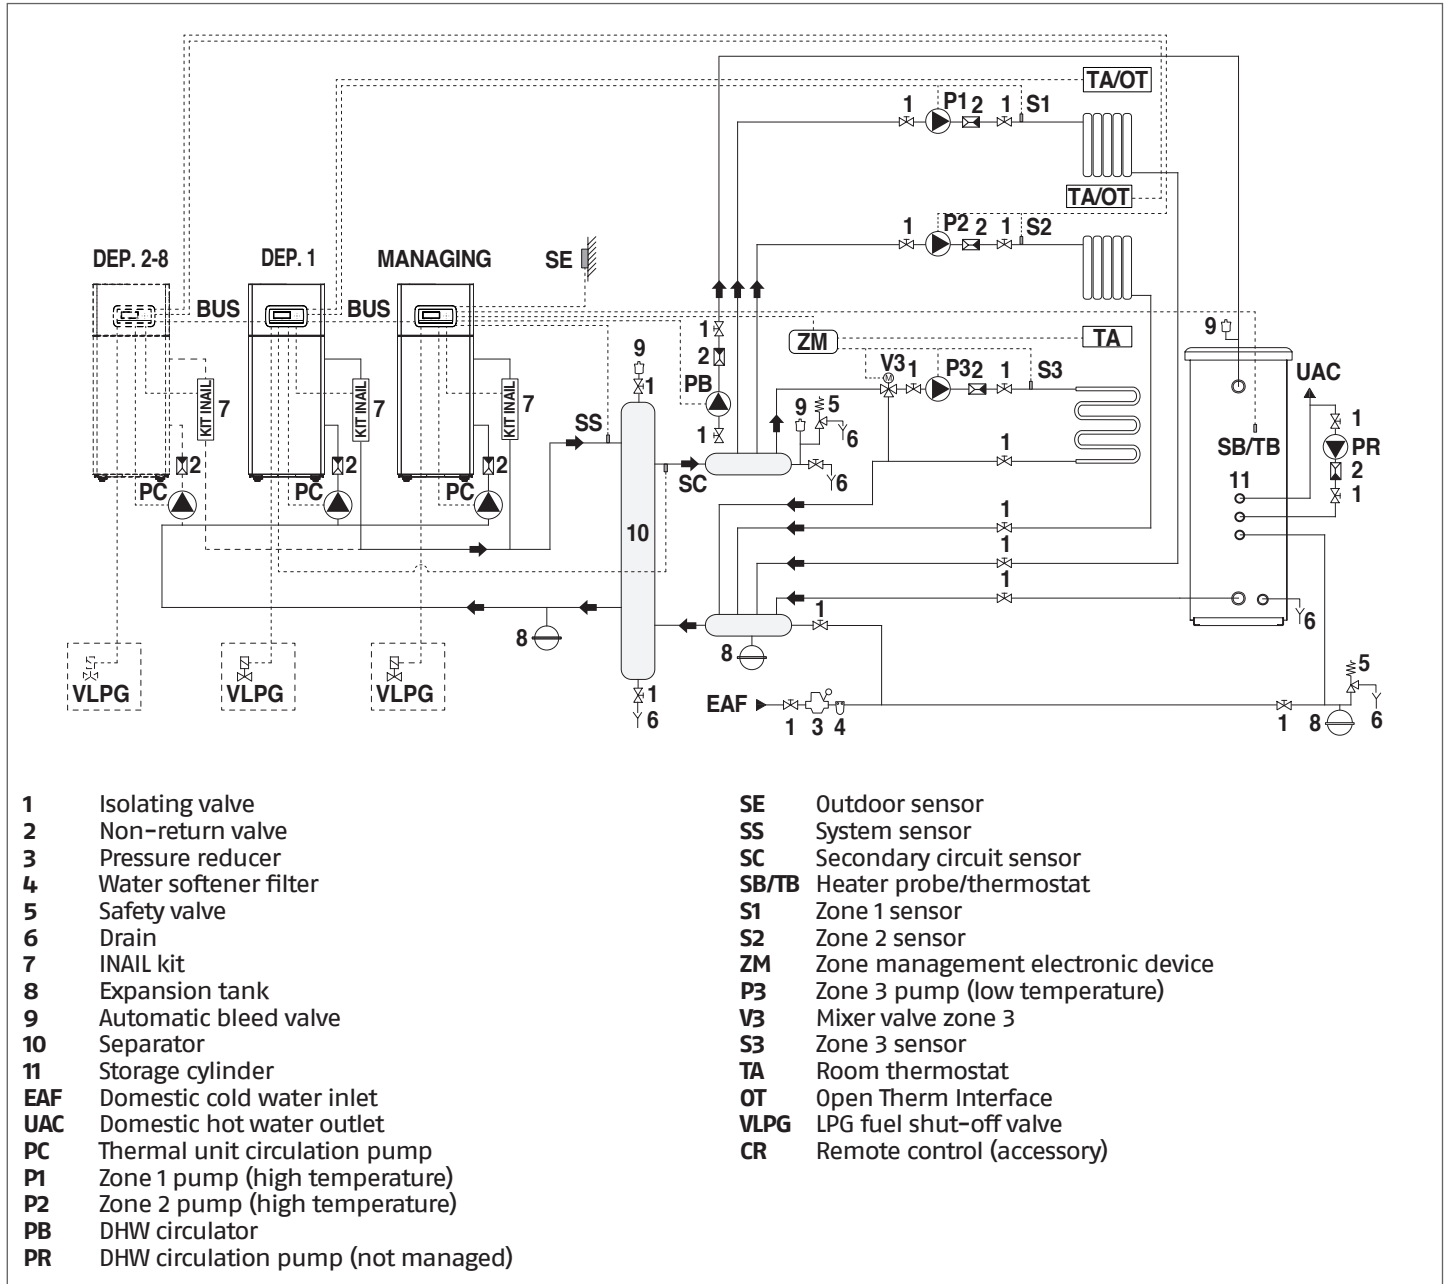 TA/OT
1 P1 2 1 S1
TA/OT
1 P2 2 1 S2
DEP. 2-8 DEP. 1 MANAGING SE
BUS BUS
ZM TA
9
1
2
PB
1
9
1
V3 1 P3 2 1 S3
UAC
9 5
6
6
1
KIT INAIL 7 KIT INAIL 7 KIT INAIL 7
SS
SC
SB/TB
11
1
PR
2
1
2 2 2
PC PC PC
10
1
1
1
1
8
8
6
VLPG VLPG VLPG
1
6
EAF
1 3 4
1 8 5 6
1 Isolating valve
2 Non-return valve
3 Pressure reducer
4 Water softener filter
5 Safety valve
6 Drain
7 INAIL kit
8 Expansion tank
9 Automatic bleed valve
10 Separator
11 Storage cylinder
EAF Domestic cold water inlet
UAC Domestic hot water outlet
PC Thermal unit circulation pump
P1 Zone 1 pump (high temperature)
P2 Zone 2 pump (high temperature)
PB DHW circulator
PR DHW circulation pump (not managed)
SE Outdoor sensor
SS System sensor
SC Secondary circuit sensor
SB/TB Heater probe/thermostat
S1 Zone 1 sensor
S2 Zone 2 sensor
ZM Zone management electronic device
P3 Zone 3 pump (low temperature)
V3 Mixer valve zone 3
S3 Zone 3 sensor
TA Room thermostat
OT Open Therm Interface
VLPG LPG fuel shut-off valve
CR Remote control (accessory)